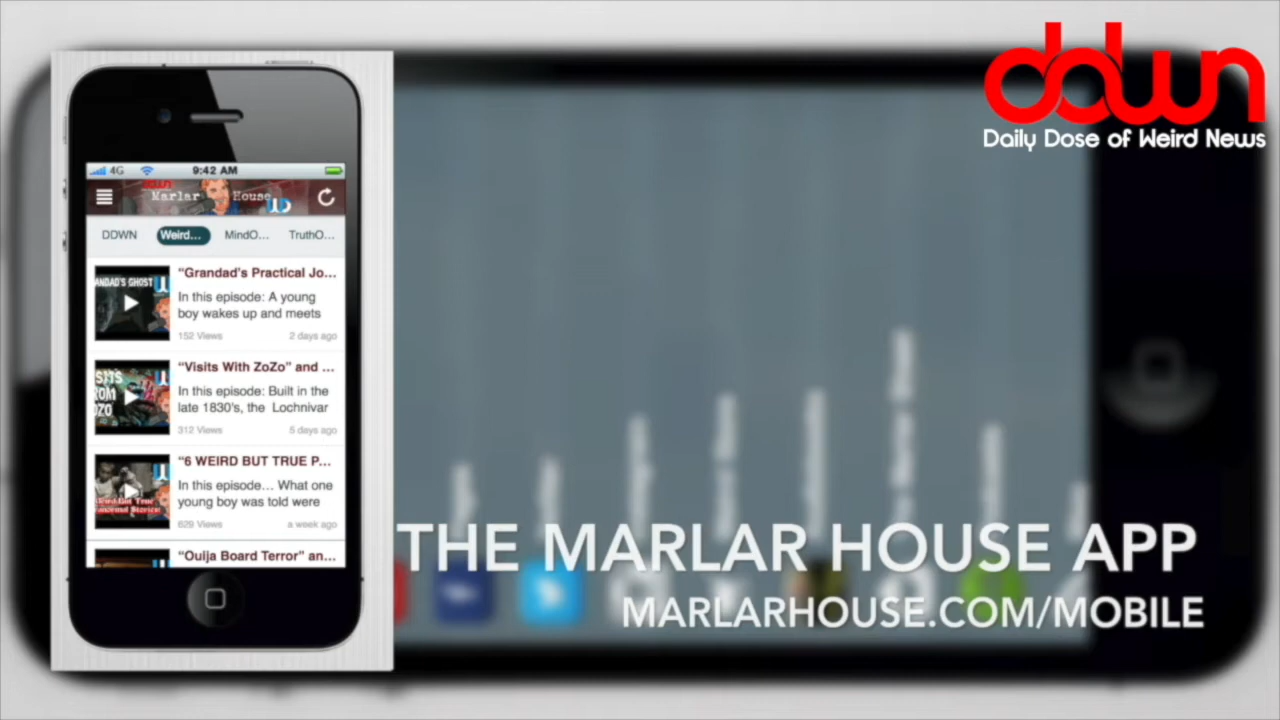 ddwn
Daily Dose of Weird News
4G 9:42 AM
ddwn
Marlar House
DDWN Weird... MindO... TruthO...
"Grandad's Practical Jo...
In this episode: A young
boy wakes up and meets
152 Views 2 days ago
"Visits With ZoZo" and ...
In this episode: Built in the
late 1830's, the Lochnivar
312 Views 5 days ago
"6 WEIRD BUT TRUE P...
In this episode... What one
young boy was told were
629 Views a week ago
"Ouija Board Terror" an...
THE MARLAR HOUSE APP
MARLARHOUSE.COM/MOBILE